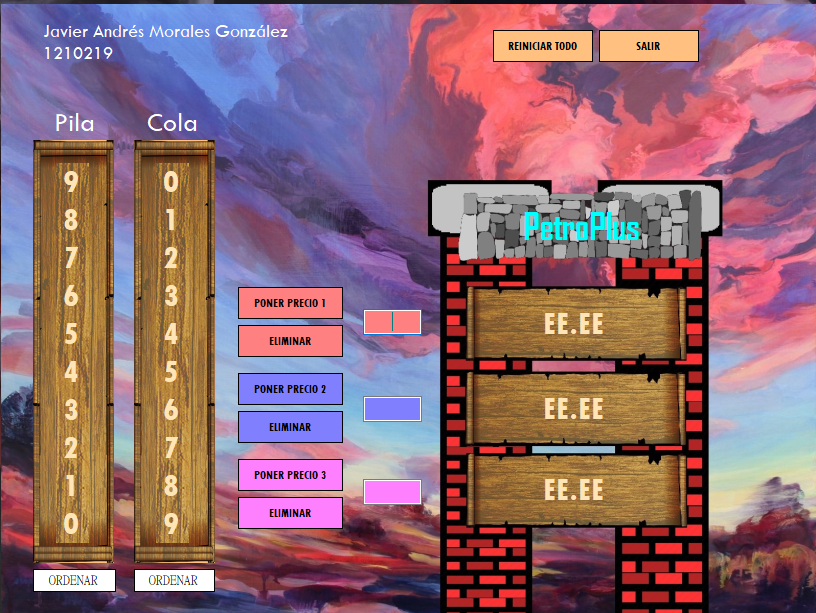 Javier Andrés Morales González
1210219
REINICIAR TODO
SALIR
Pila
Cola
9
8
7
6
5
4
3
2
1
0
0
1
2
3
4
5
6
7
8
9
ORDENAR
ORDENAR
PONER PRECIO 1
ELIMINAR
PONER PRECIO 2
ELIMINAR
PONER PRECIO 3
ELIMINAR
PetroPlus
EE.EE
EE.EE
EE.EE